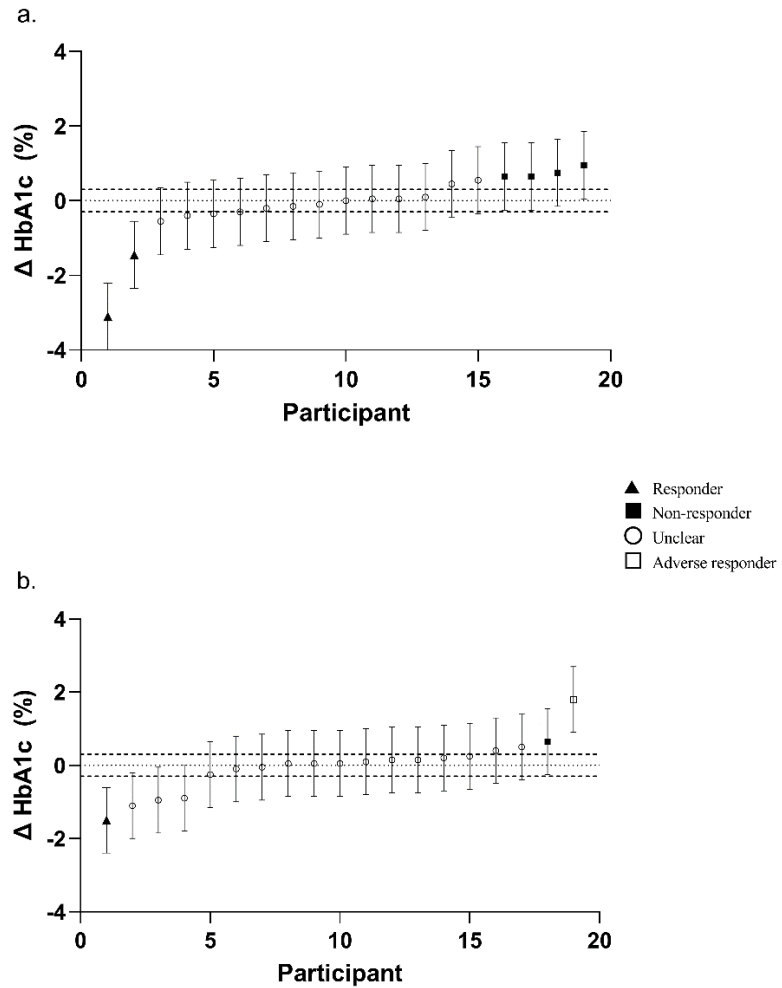 a.
4
2
0
-2
-4
Δ HbA1c (%)
0 5 10 15 20
Participant
Responder
Non-responder
Unclear
Adverse responder
b.
4
2
0
-2
-4
Δ HbA1c (%)
0 5 10 15 20
Participant